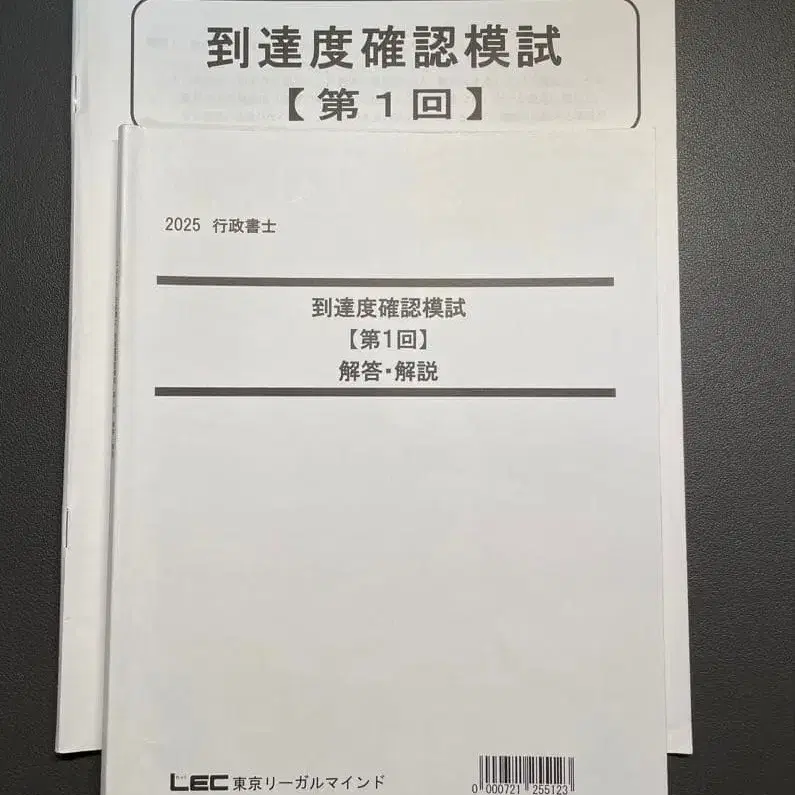 到達度確認模試
【第1回】
2025 行政書士
到達度確認模試
【第1回】
解答・解説
LEC東京リーガルマインド
0 000721 255123